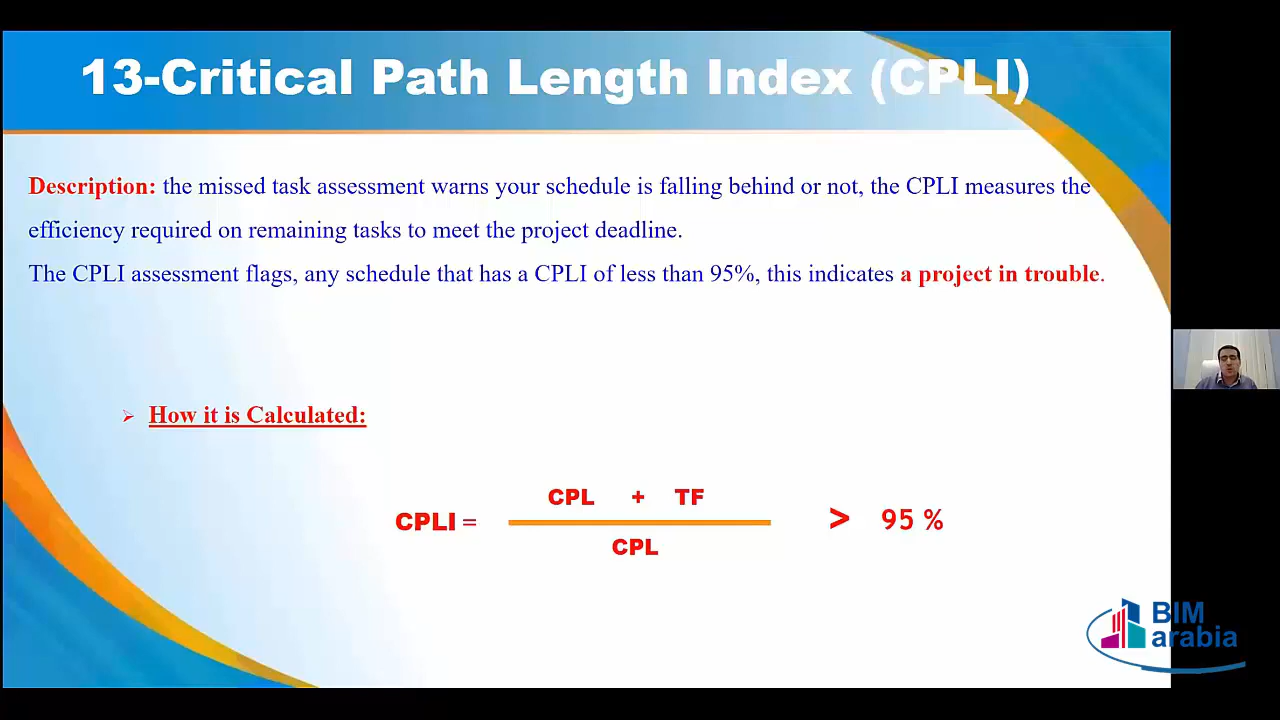 13-Critical Path Length Index (CPLI)
Description: the missed task assessment warns your schedule is falling behind or not, the CPLI measures the
efficiency required on remaining tasks to meet the project deadline.
The CPLI assessment flags, any schedule that has a CPLI of less than 95%, this indicates a project in trouble.
➢ How it is Calculated:
CPL + TF
CPLI = > 95 %
CPL
BIM
arabia